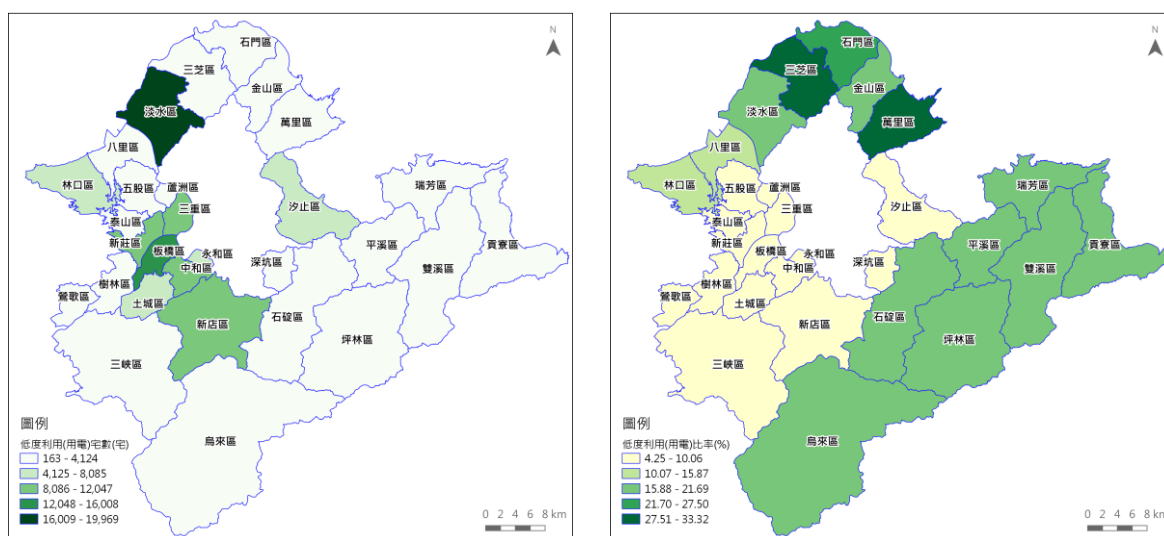 N
石門區
三芝區
金山區
淡水區
萬里區
八里區
林口區
五股區
蘆洲區
瑞芳區
三重區
汐止區
泰山區
平溪區
貢寮區
新莊區
板橋區
永和區
雙溪區
中和區
深坑區
樹林區
鶯歌區
土城區
新店區
石碇區
坪林區
三峽區
烏來區
圖例
低度利用(用電)宅數(宅)
163 - 4,124
4,125 - 8,085
8,086 - 12,047
12,048 - 16,008
16,009 - 19,969
0 2 4 6 8 km
N
石門區
三芝區
金山區
淡水區
萬里區
八里區
林口區
五股區
蘆洲區
瑞芳區
三重區
汐止區
泰山區
平溪區
貢寮區
新莊區
板橋區
永和區
雙溪區
中和區
深坑區
樹林區
鶯歌區
土城區
新店區
石碇區
坪林區
三峽區
烏來區
圖例
低度利用(用電)比率(%)
4.25 - 10.06
10.07 - 15.87
15.88 - 21.69
21.70 - 27.50
27.51 - 33.32
0 2 4 6 8 km